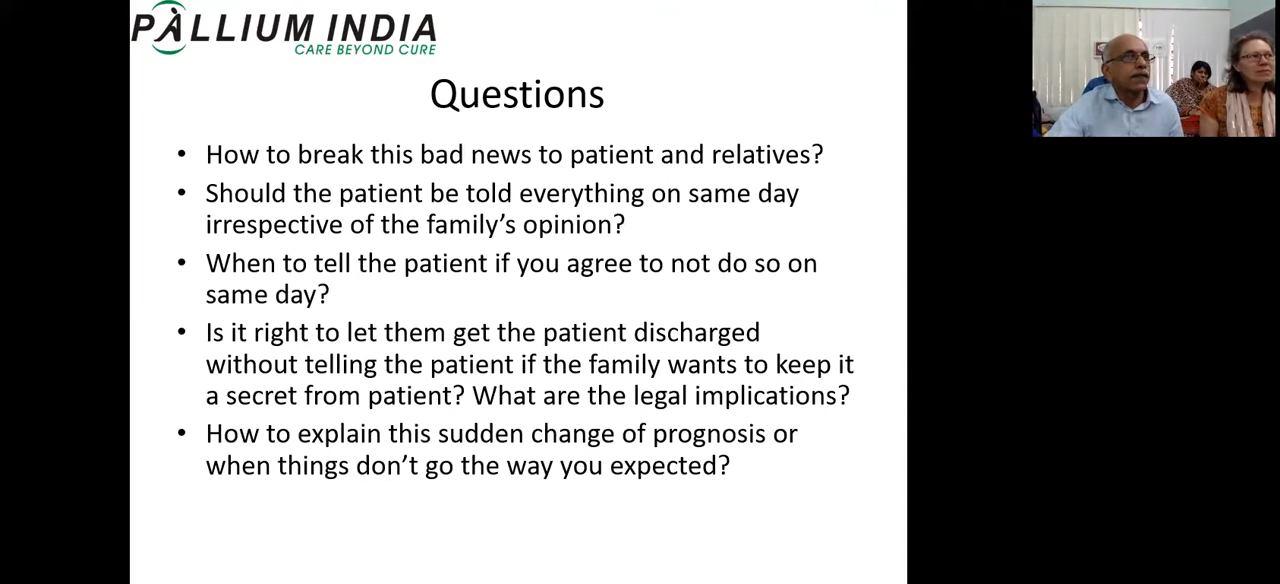 PALLIUM INDIA
CARE BEYOND CURE
Questions
• How to break this bad news to patient and relatives?
• Should the patient be told everything on same day
irrespective of the family’s opinion?
• When to tell the patient if you agree to not do so on
same day?
• Is it right to let them get the patient discharged
without telling the patient if the family wants to keep it
a secret from patient? What are the legal implications?
• How to explain this sudden change of prognosis or
when things don’t go the way you expected?